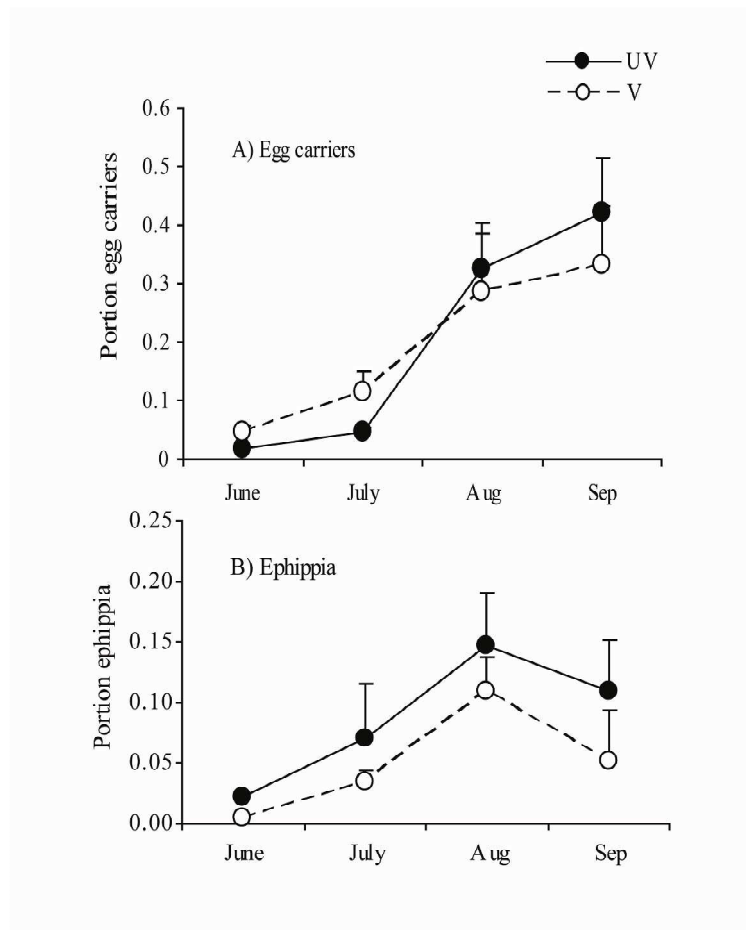 UV
V
0.6
A) Egg carriers
0.5
0.4
0.3
0.2
0.1
0
Portion egg carriers
June July Aug Sep
0.25
B) Ephippia
0.20
0.15
0.10
0.05
0.00
Portion ephippia
June July Aug Sep